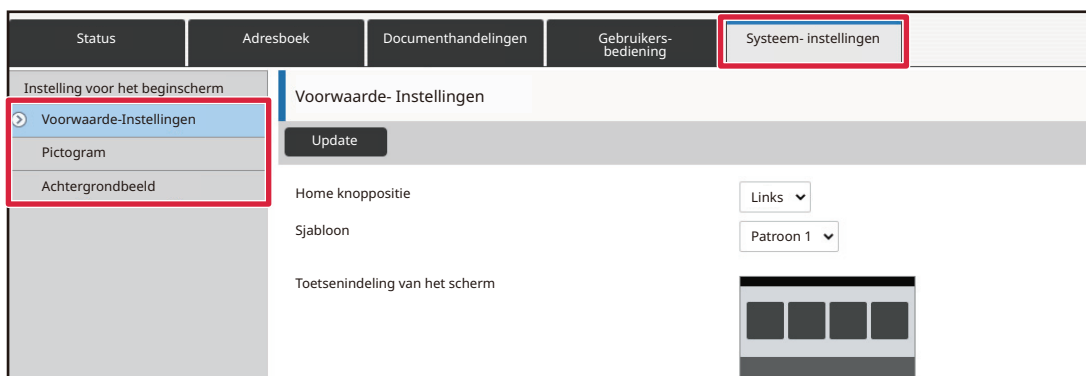 Status
Adresboek
Documenthandelingen
Gebruikers-
bediening
Systeem- instellingen
Instelling voor het beginscherm
Voorwaarde-Instellingen
Pictogram
Achtergrondbeeld
Voorwaarde- Instellingen
Update
Home knoppositie
Links
Sjabloon
Patroon 1
Toetsenindeling van het scherm